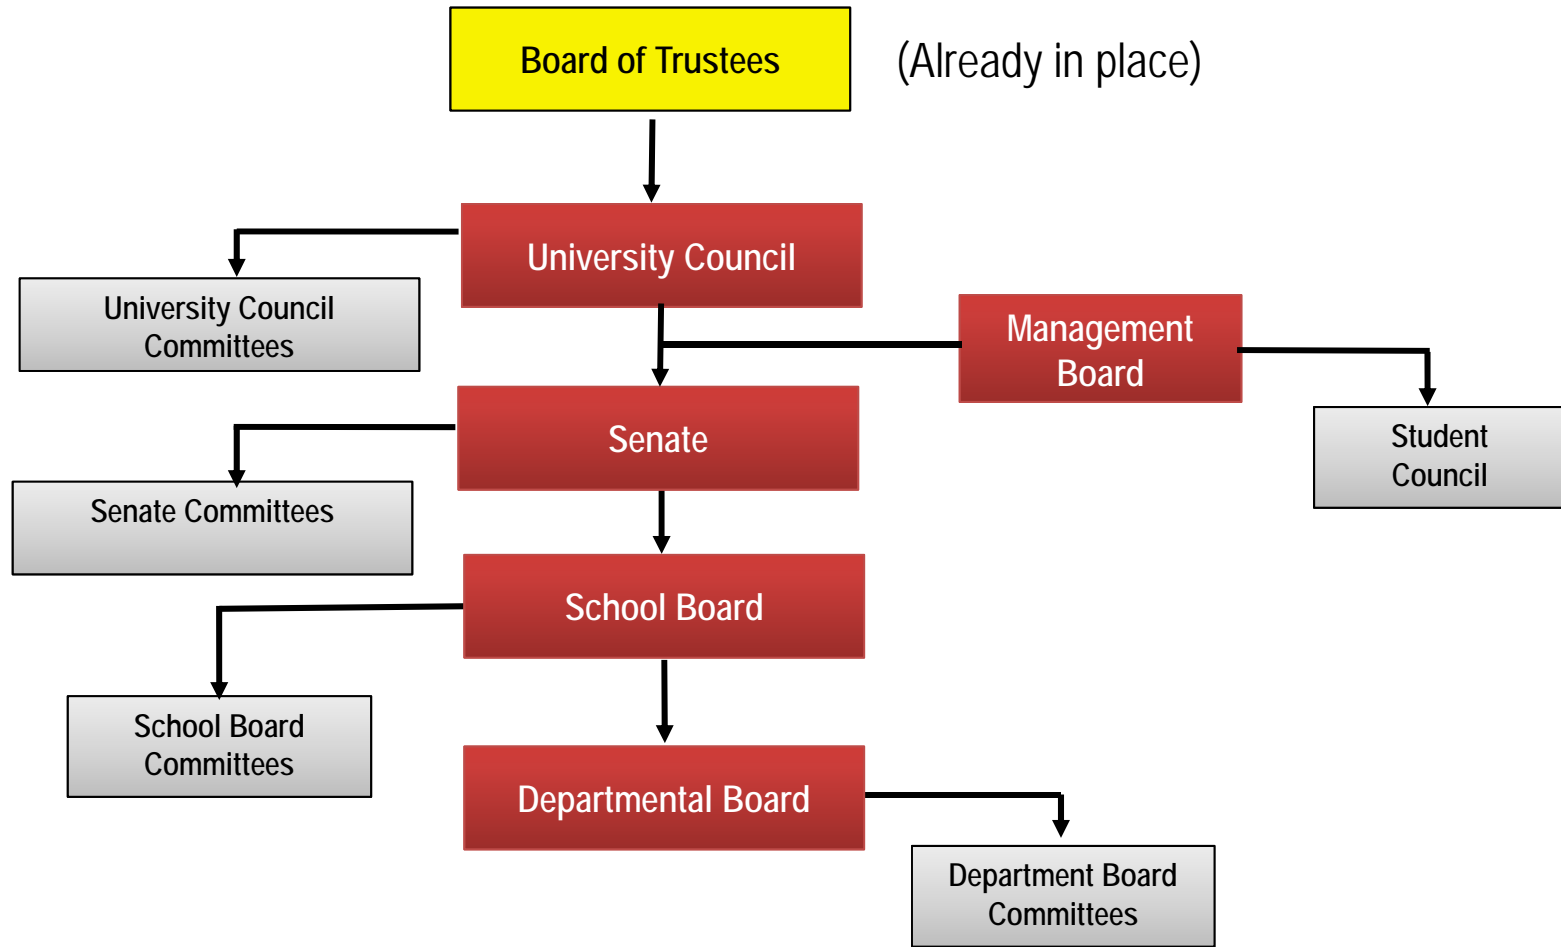 Board of Trustees
(Already in place)
University Council
University Council
Committees
Management
Board
Senate
Student
Council
Senate Committees
School Board
School Board
Committees
Departmental Board
Department Board
Committees